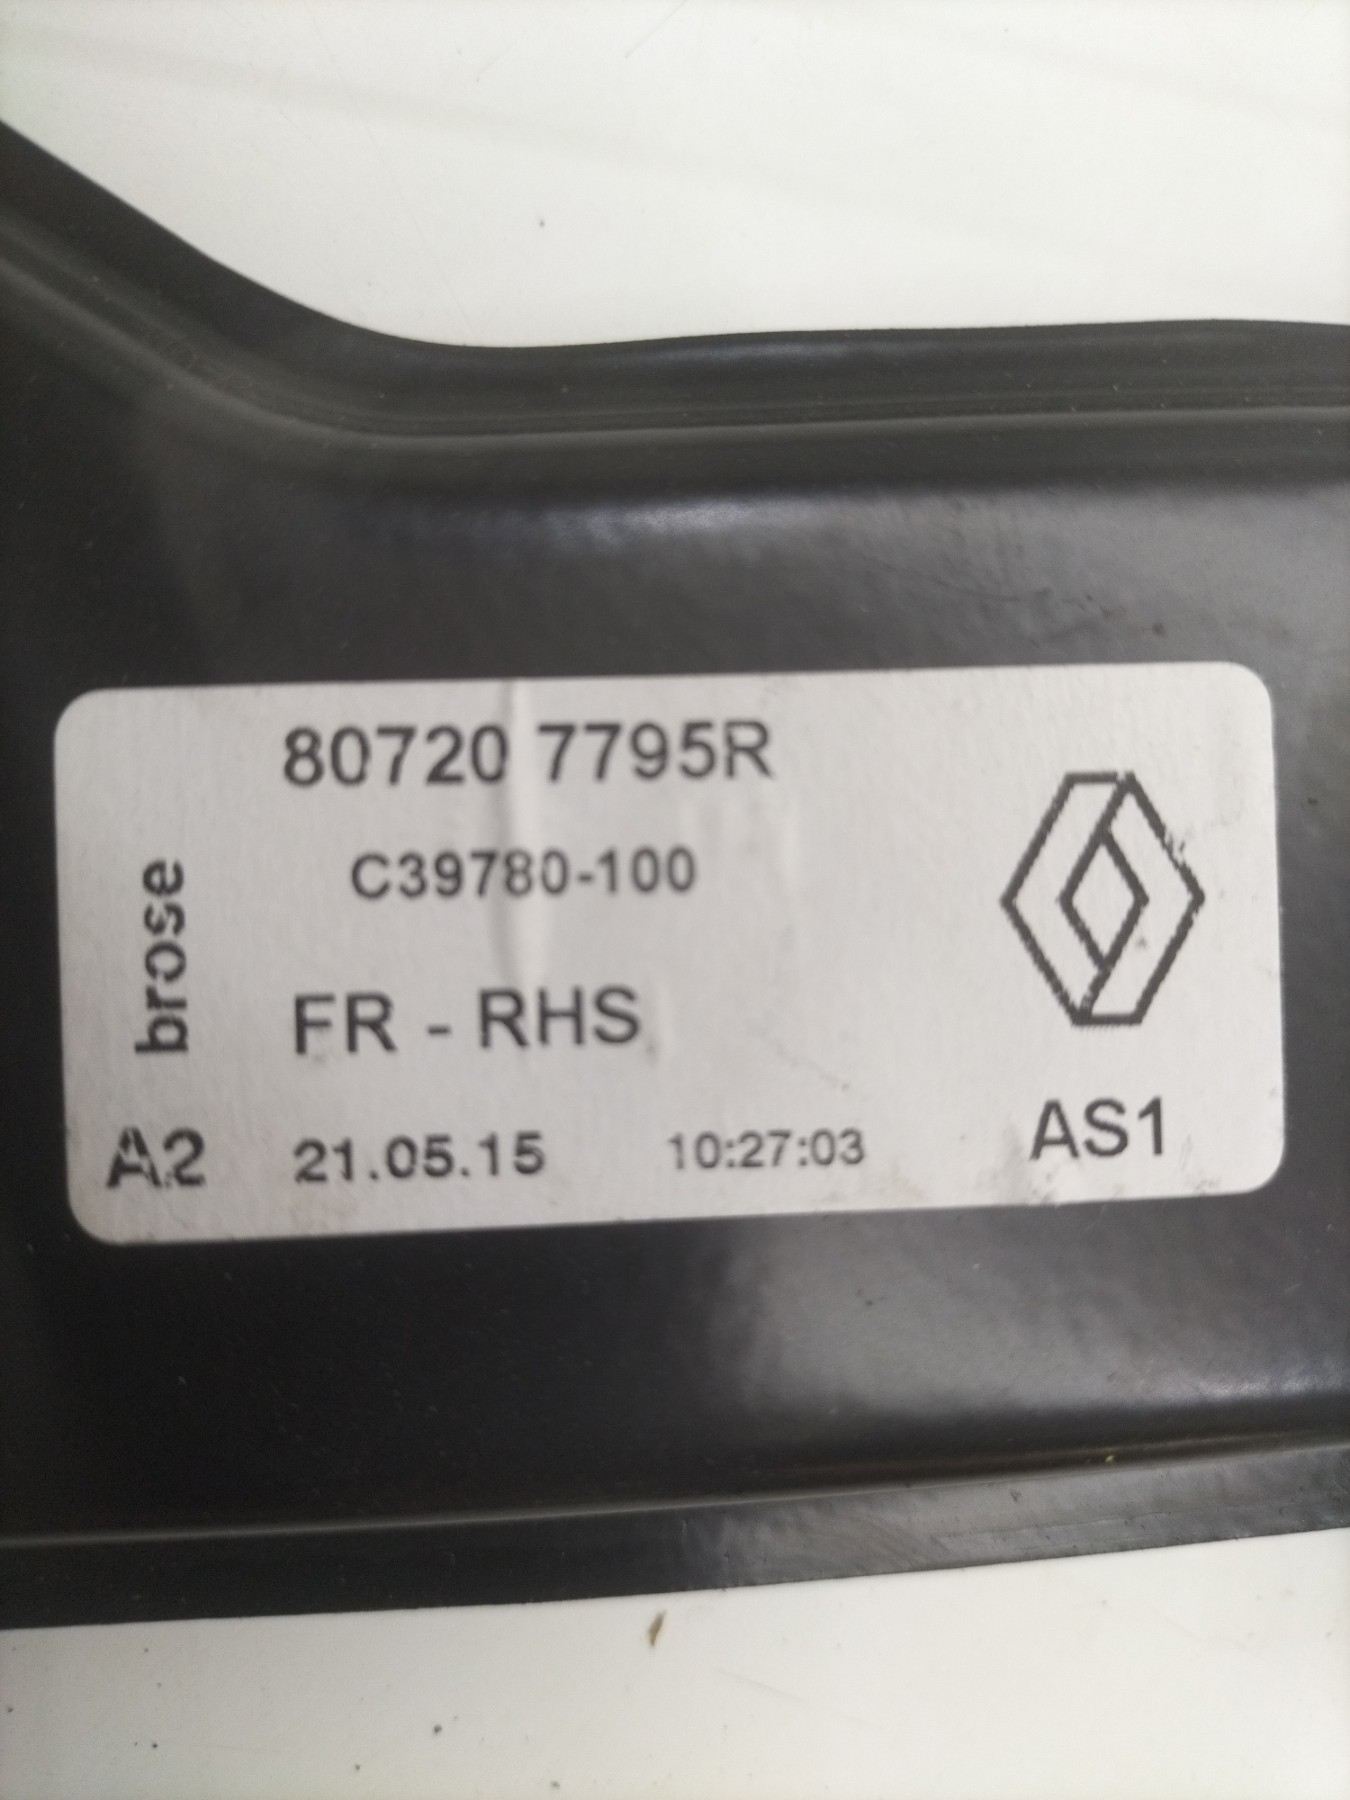 80720 7795R
C39780-100
brose
FR - RHS
A2 21.05.15 10:27:03 AS1